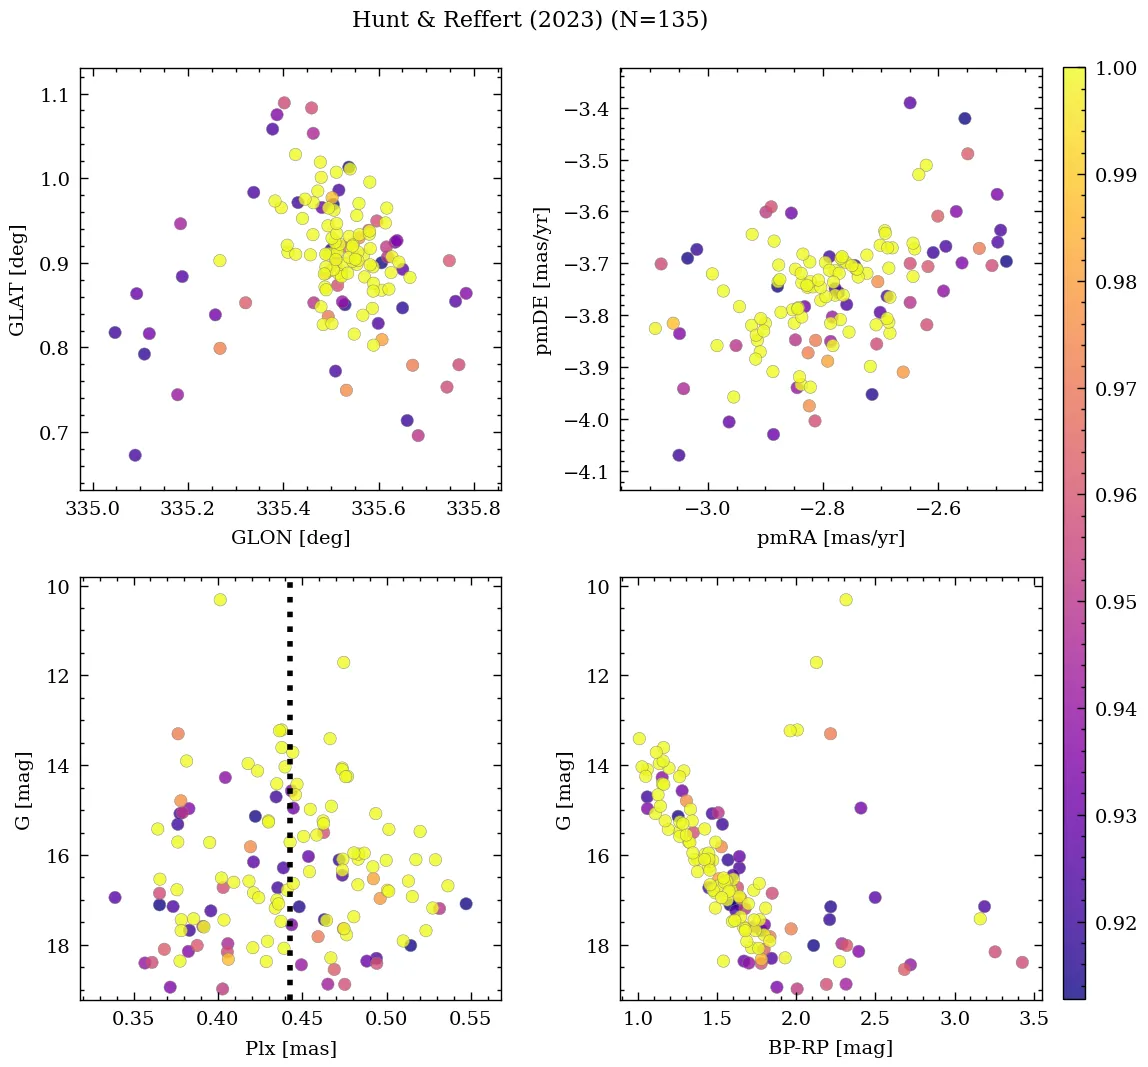 Hunt & Reffert (2023) (N=135)
1.1
1.0
0.9
0.8
0.7
GLAT [deg]
335.0 335.2 335.4 335.6 335.8
GLON [deg]
−3.4
−3.5
−3.6
−3.7
−3.8
−3.9
−4.0
−4.1
pmDE [mas/yr]
−3.0 −2.8 −2.6
pmRA [mas/yr]
10
12
14
16
18
G [mag]
0.35 0.40 0.45 0.50 0.55
Plx [mas]
10
12
14
16
18
G [mag]
1.0 1.5 2.0 2.5 3.0 3.5
BP-RP [mag]
1.00
0.99
0.98
0.97
0.96
0.95
0.94
0.93
0.92